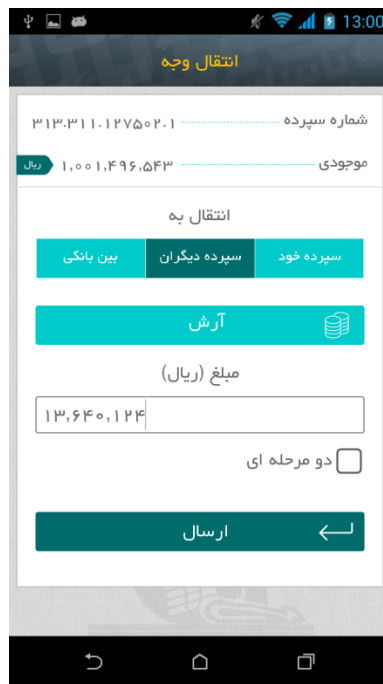 13:00
انتقال وجه
شماره سپرده ۳۱۳.۳۱۱.۱۲۷۵۰۲.۱
موجودی ۱,۰۰۱,۴۹۶,۵۴۳ ریال
انتقال به
سپرده خود سپرده دیگران بین بانکی
آرش
مبلغ (ریال)
۱۳,۶۴۰,۱۲۴
دو مرحله ای
ارسال